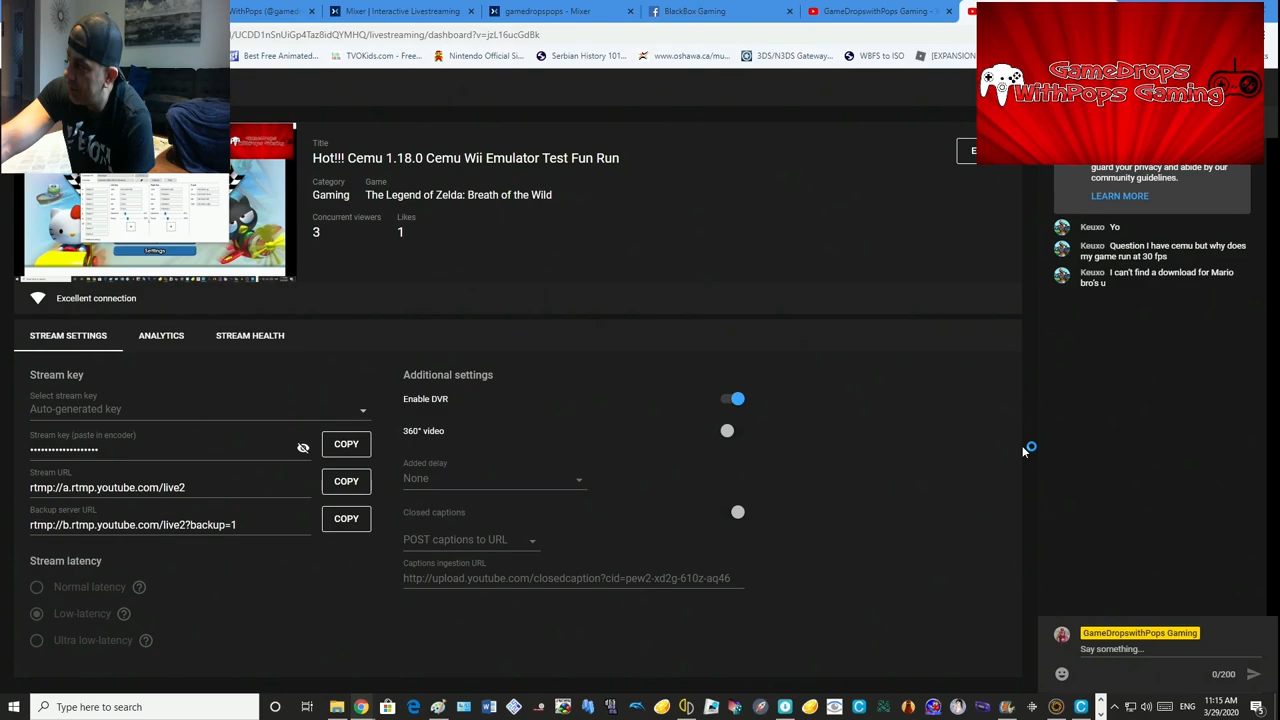 WithPops (@gamed
Mixer | Interactive Livestreaming
gamedropspops - Mixer
BlackBox Gaming
GameDropswithPops Gaming - Live
UCDD1nSnUiGp4Taz8idQYMHQ/livestreaming/dashboard?v=jzL16ucGdBk
Best Free Animated...
TVOKids.com - Free...
Nintendo Official Si...
Serbian History 101...
www.oshawa.ca/mu...
3DS/N3DS Gateway...
WBFS to ISO
[EXPANSION
GameDrops
WithPops Gaming
Title
Hot!!! Cemu 1.18.0 Cemu Wii Emulator Test Fun Run
Category
Game
Gaming
The Legend of Zelda: The Win
Concurrent viewers
Likes
3
1
Settings
Excellent connection
STREAM SETTINGS
ANALYTICS
STREAM HEALTH
Stream key
Select stream key
Auto-generated key
Stream key (paste in encoder)
••••••••••••••••••
COPY
Stream URL
rtmp://a.rtmp.youtube.com/live2
COPY
Backup server URL
rtmp://b.rtmp.youtube.com/live2?backup=1
COPY
Stream latency
Normal latency
Low-latency
Ultra low-latency
Additional settings
Enable DVR
360° video
Added delay
None
Closed captions
POST captions to URL
Captions ingestion URL
http://upload.youtube.com/closedcaption?cid=pew2-xd2g-610z-aq46
guard your privacy and abide by our
community guidelines.
LEARN MORE
Keuxo Yo
Keuxo Question I have cemu but why does
my game run at 30 fps
Keuxo I can't find a download for Mario
bro's u
GameDropswithPops Gaming
Say something...
0/200
Type here to search
ENG
11:15 AM
3/29/2020